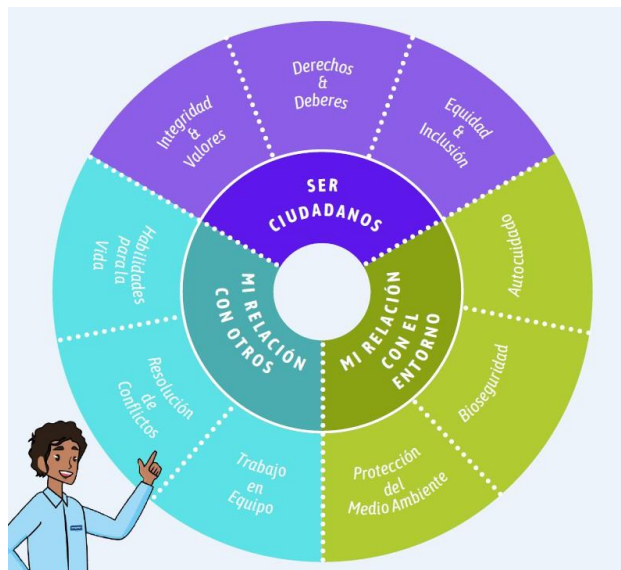 Integridad
&
Valores
Derechos
&
Deberes
Equidad
&
Inclusión
SER
CIUDADANOS
Habilidades
para la
Vida
MI RELACIÓN
CON OTROS
MI RELACIÓN
CON EL
ENTORNO
Autocuidado
Resolución
de
Conflictos
Bioseguridad
Trabajo
en
Equipo
Protección
del
Medio Ambiente